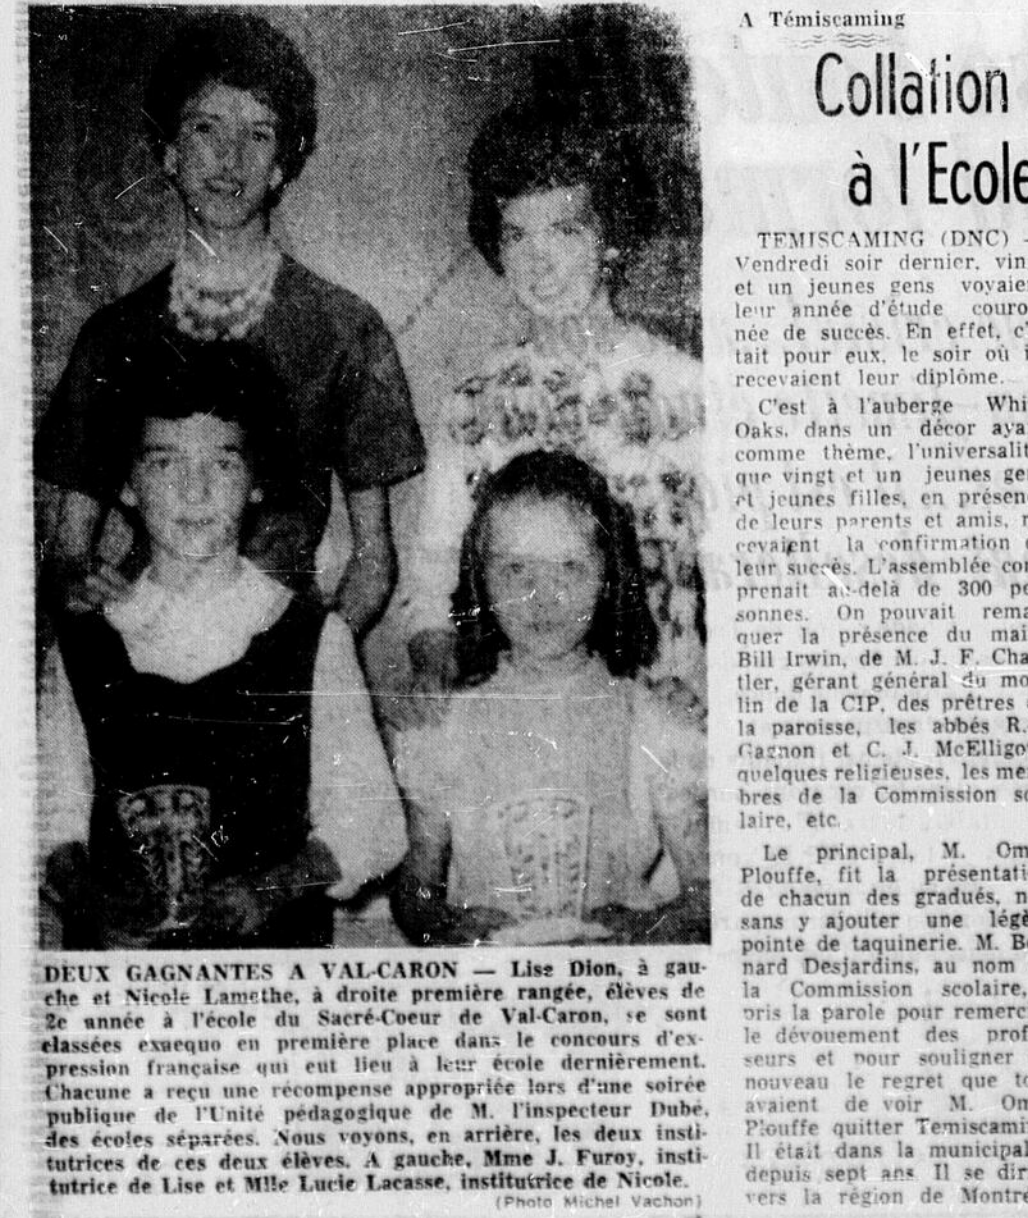 DEUX GAGNANTES A VAL-CARON — Lise Dion, à gau-
che et Nicole Lamothe, à droite première rangée, élèves de
2e année à l'école du Sacré-Coeur de Val-Caron, se sont
classées exaequo en première place dans le concours d'ex-
pression française qui eut lieu à leur école dernièrement.
Chacune a reçu une récompense appropriée lors d'une soirée
publique de l'Unité pédagogique de M. l'inspecteur Dubé,
des écoles séparées. Nous voyons, en arrière, les deux insti-
tutrices de ces deux élèves. A gauche, Mme J. Furoy, insti-
tutrice de Lise et Mlle Lucie Lacasse, institutrice de Nicole.
(Photo Michel Vachon)
A Témiscaming
Collation
à l'Ecole
TEMISCAMING (DNC) -
Vendredi soir dernier, vin
et un jeunes gens voyaie
leur année d'étude couro
née de succès. En effet, c'
tait pour eux, le soir où i
recevaient leur diplôme.
C'est à l'auberge Whi
Oaks, dans un décor aya
comme thème, l'universalit
que vingt et un jeunes ge
et jeunes filles, en présen
de leurs parents et amis, r
cevaient la confirmation
leur succès. L'assemblée con
prenait au-delà de 300 pe
sonnes. On pouvait rema
quer la présence du mai
Bill Irwin, de M. J. F. Cha
tler, gérant général du mo
lin de la CIP, des prêtres
la paroisse, les abbés R.
Gagnon et C. J. McElligo
quelques religieuses, les me
bres de la Commission sc
laire, etc.
Le principal, M. Om
Plouffe, fit la présentati
de chacun des gradués, n
sans y ajouter une légè
pointe de taquinerie. M. Be
nard Desjardins, au nom
la Commission scolaire,
pris la parole pour remerc
le dévouement des prof
seurs et pour souligner
nouveau le regret que to
avaient de voir M. Om
Plouffe quitter Temiscami
Il était dans la municipal
depuis sept ans. Il se dir
vers la région de Montre